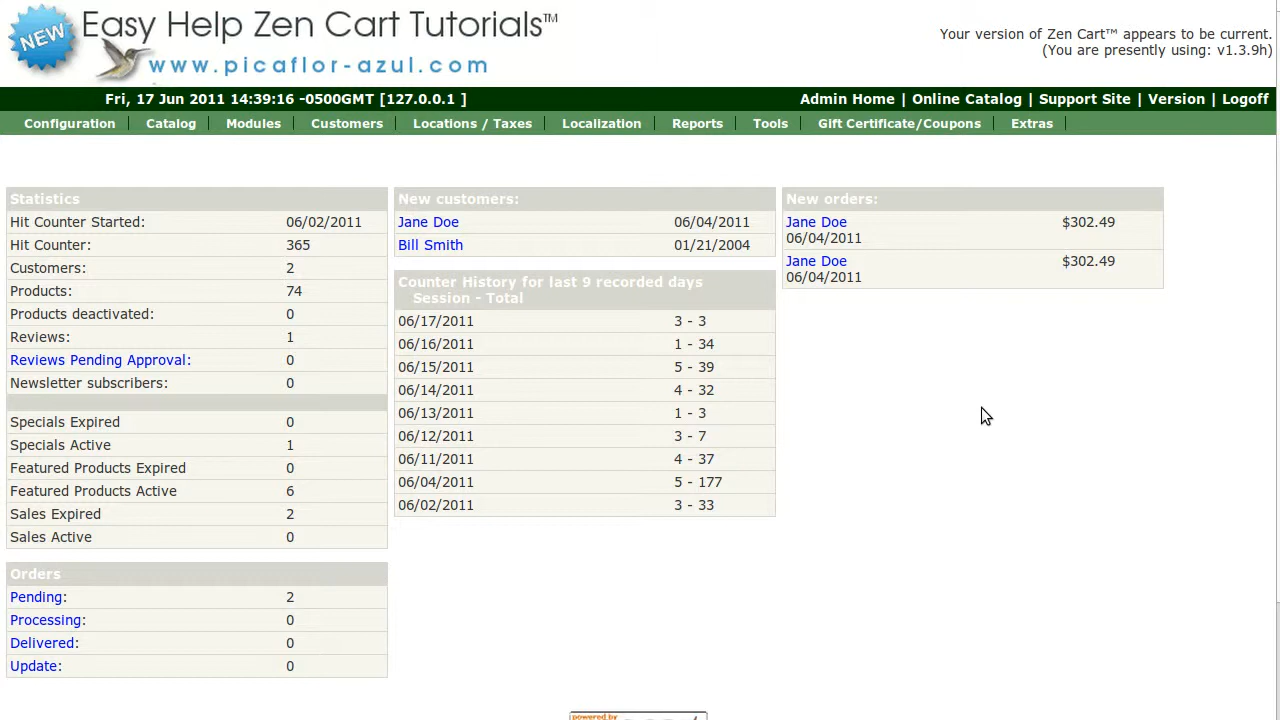 NEW
Easy Help Zen Cart Tutorials™
www.picaflor-azul.com
Your version of Zen Cart™ appears to be current.
(You are presently using: v1.3.9h)
Fri, 17 Jun 2011 14:39:16 -0500GMT [127.0.0.1 ]
Admin Home | Online Catalog | Support Site | Version | Logoff
Configuration | Catalog | Modules | Customers | Locations / Taxes | Localization | Reports | Tools | Gift Certificate/Coupons | Extras |
Statistics
Hit Counter Started: 06/02/2011
Hit Counter: 365
Customers: 2
Products: 74
Products deactivated: 0
Reviews: 1
Reviews Pending Approval: 0
Newsletter subscribers: 0
Specials Expired 0
Specials Active 1
Featured Products Expired 0
Featured Products Active 6
Sales Expired 2
Sales Active 0
Orders
Pending: 2
Processing: 0
Delivered: 0
Update: 0
New customers:
Jane Doe 06/04/2011
Bill Smith 01/21/2004
Counter History for last 9 recorded days
Session - Total
06/17/2011 3 - 3
06/16/2011 1 - 34
06/15/2011 5 - 39
06/14/2011 4 - 32
06/13/2011 1 - 3
06/12/2011 3 - 7
06/11/2011 4 - 37
06/04/2011 5 - 177
06/02/2011 3 - 33
New orders:
Jane Doe $302.49
06/04/2011
Jane Doe $302.49
06/04/2011
powered by